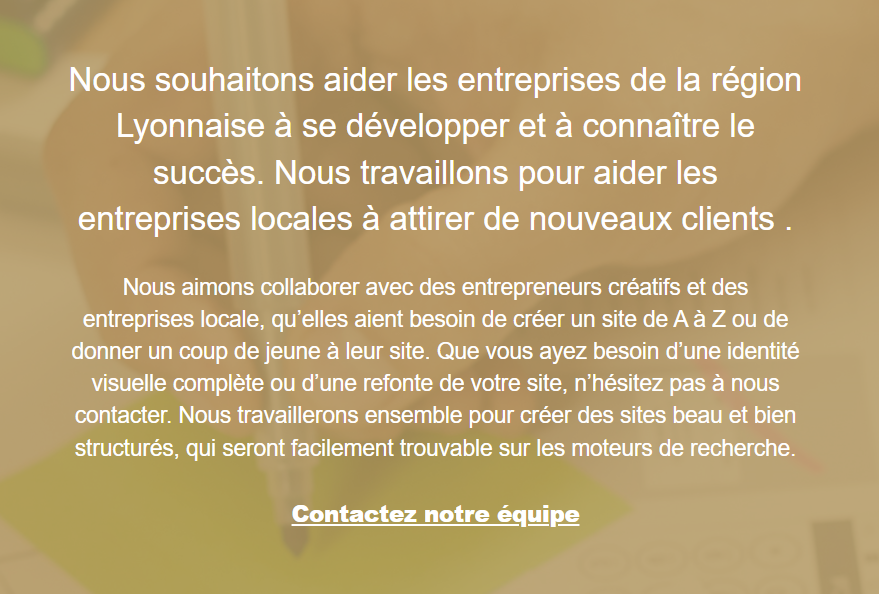 Nous souhaitons aider les entreprises de la région
Lyonnaise à se développer et à connaître le
succès. Nous travaillons pour aider les
entreprises locales à attirer de nouveaux clients .
Nous aimons collaborer avec des entrepreneurs créatifs et des
entreprises locale, qu’elles aient besoin de créer un site de A à Z ou de
donner un coup de jeune à leur site. Que vous ayez besoin d’une identité
visuelle complète ou d’une refonte de votre site, n’hésitez pas à nous
contacter. Nous travaillerons ensemble pour créer des sites beau et bien
structurés, qui seront facilement trouvable sur les moteurs de recherche.
Contactez notre équipe